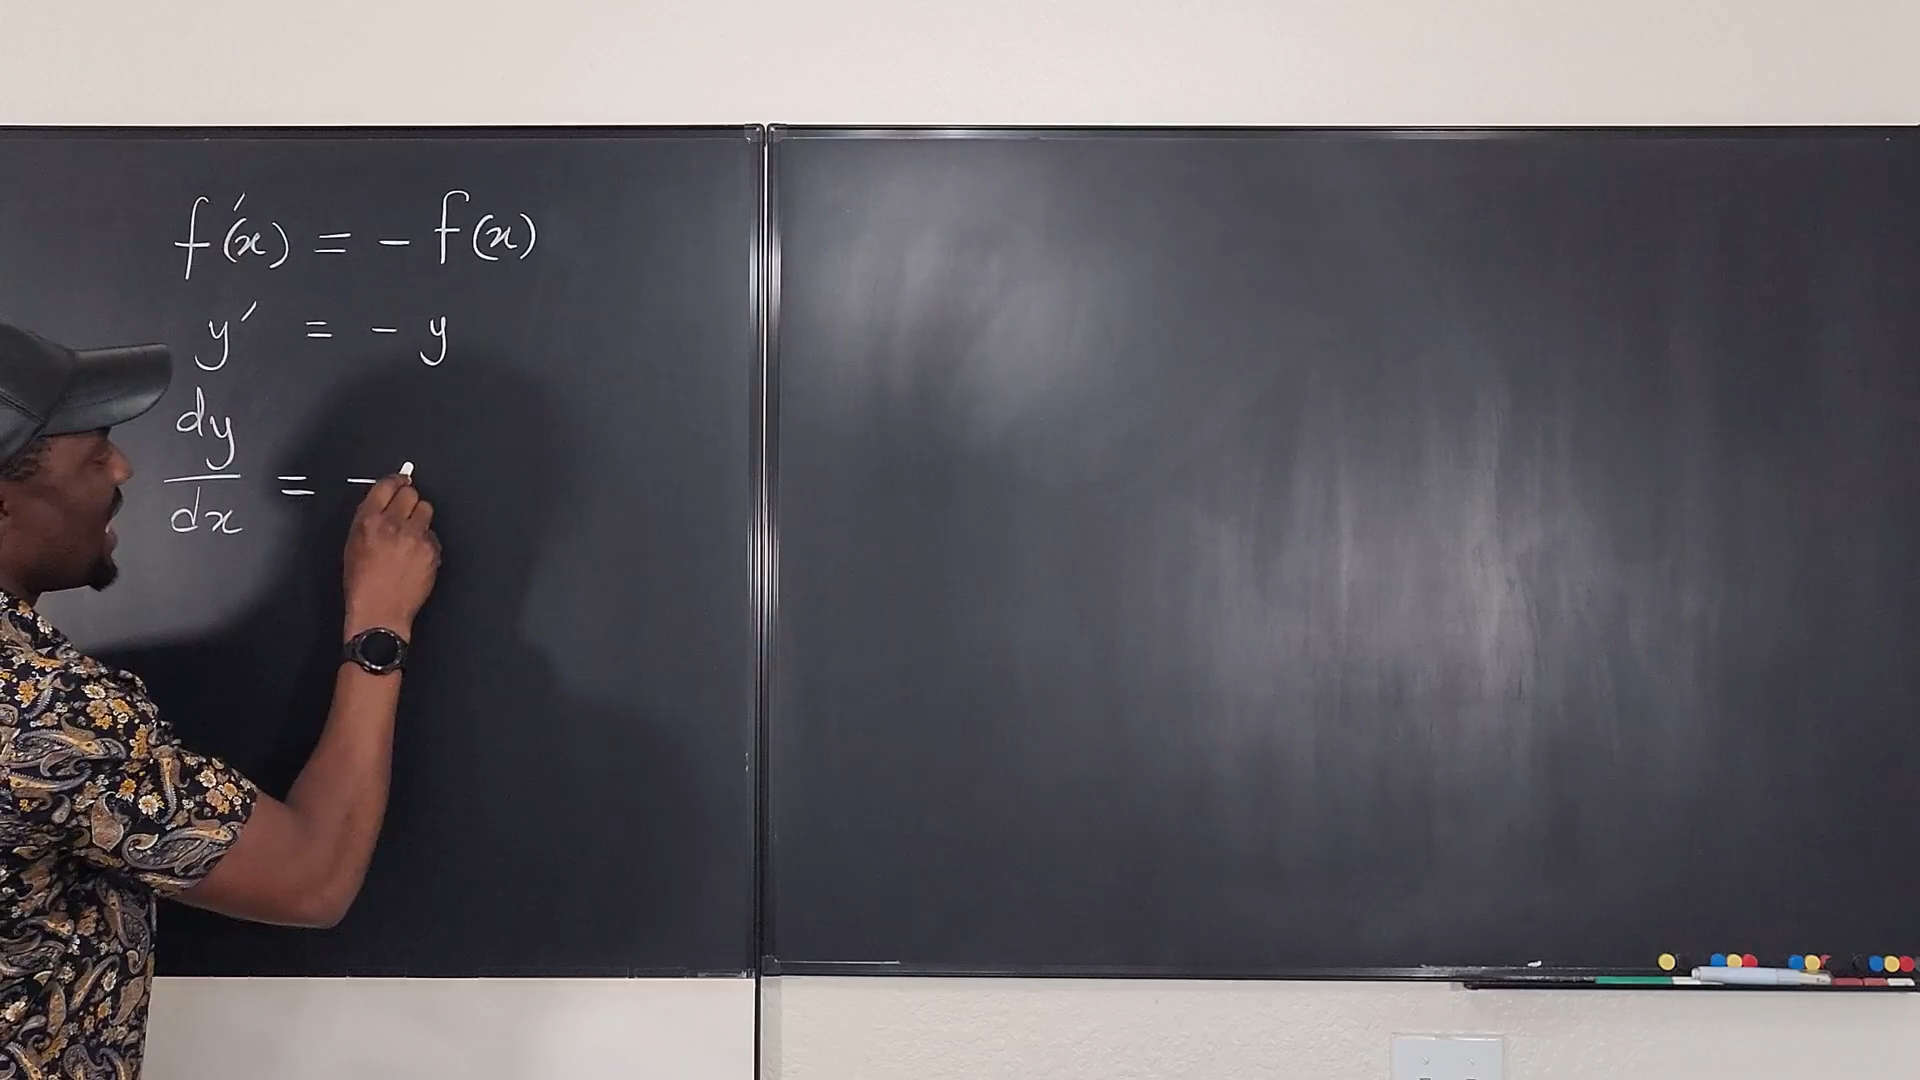 f'(x) = - f(x)
y' = - y
dy
dx = -